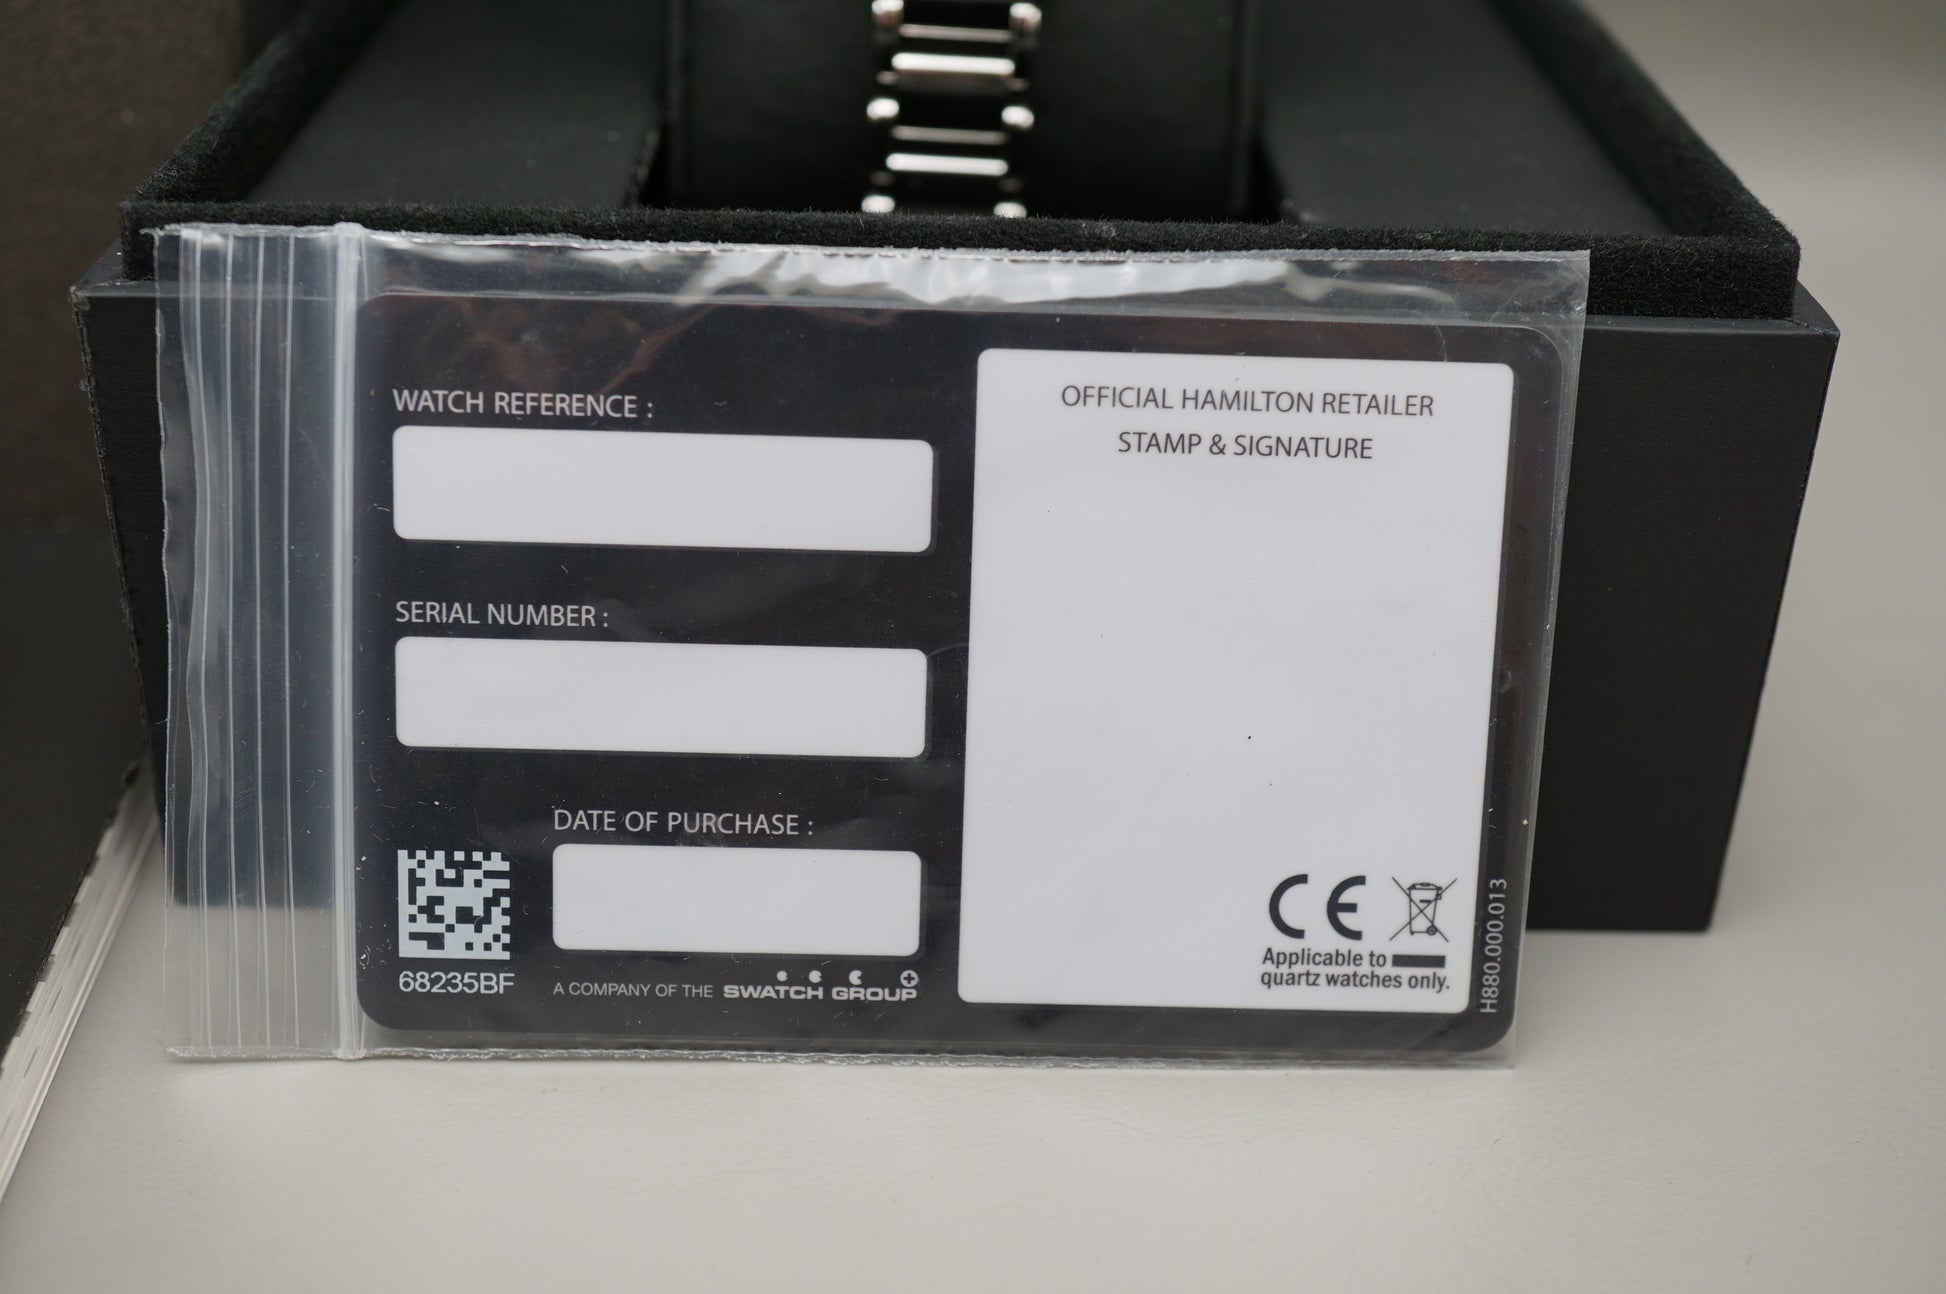 WATCH REFERENCE :
SERIAL NUMBER :
DATE OF PURCHASE :
68235BF
A COMPANY OF THE SWATCH GROUP
OFFICIAL HAMILTON RETAILER
STAMP & SIGNATURE
CE
Applicable to
quartz watches only.
H880.000.013